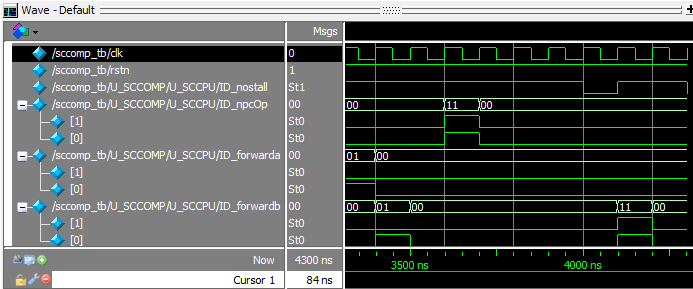 Wave - Default
Msgs
/sccomp_tb/clk 0
/sccomp_tb/rstn 1
/sccomp_tb/U_SCCOMP/U_SCCPU/ID_nostall St1
/sccomp_tb/U_SCCOMP/U_SCCPU/ID_npcOp 00 00 11 00
[1] St0
[0] St0
/sccomp_tb/U_SCCOMP/U_SCCPU/ID_forwarda 00 01 00
[1] St0
[0] St0
/sccomp_tb/U_SCCOMP/U_SCCPU/ID_forwardb 00 00 01 00 11 00
[1] St0
[0] St0
Now 4300 ns 3500 ns 4000 ns
Cursor 1 84 ns